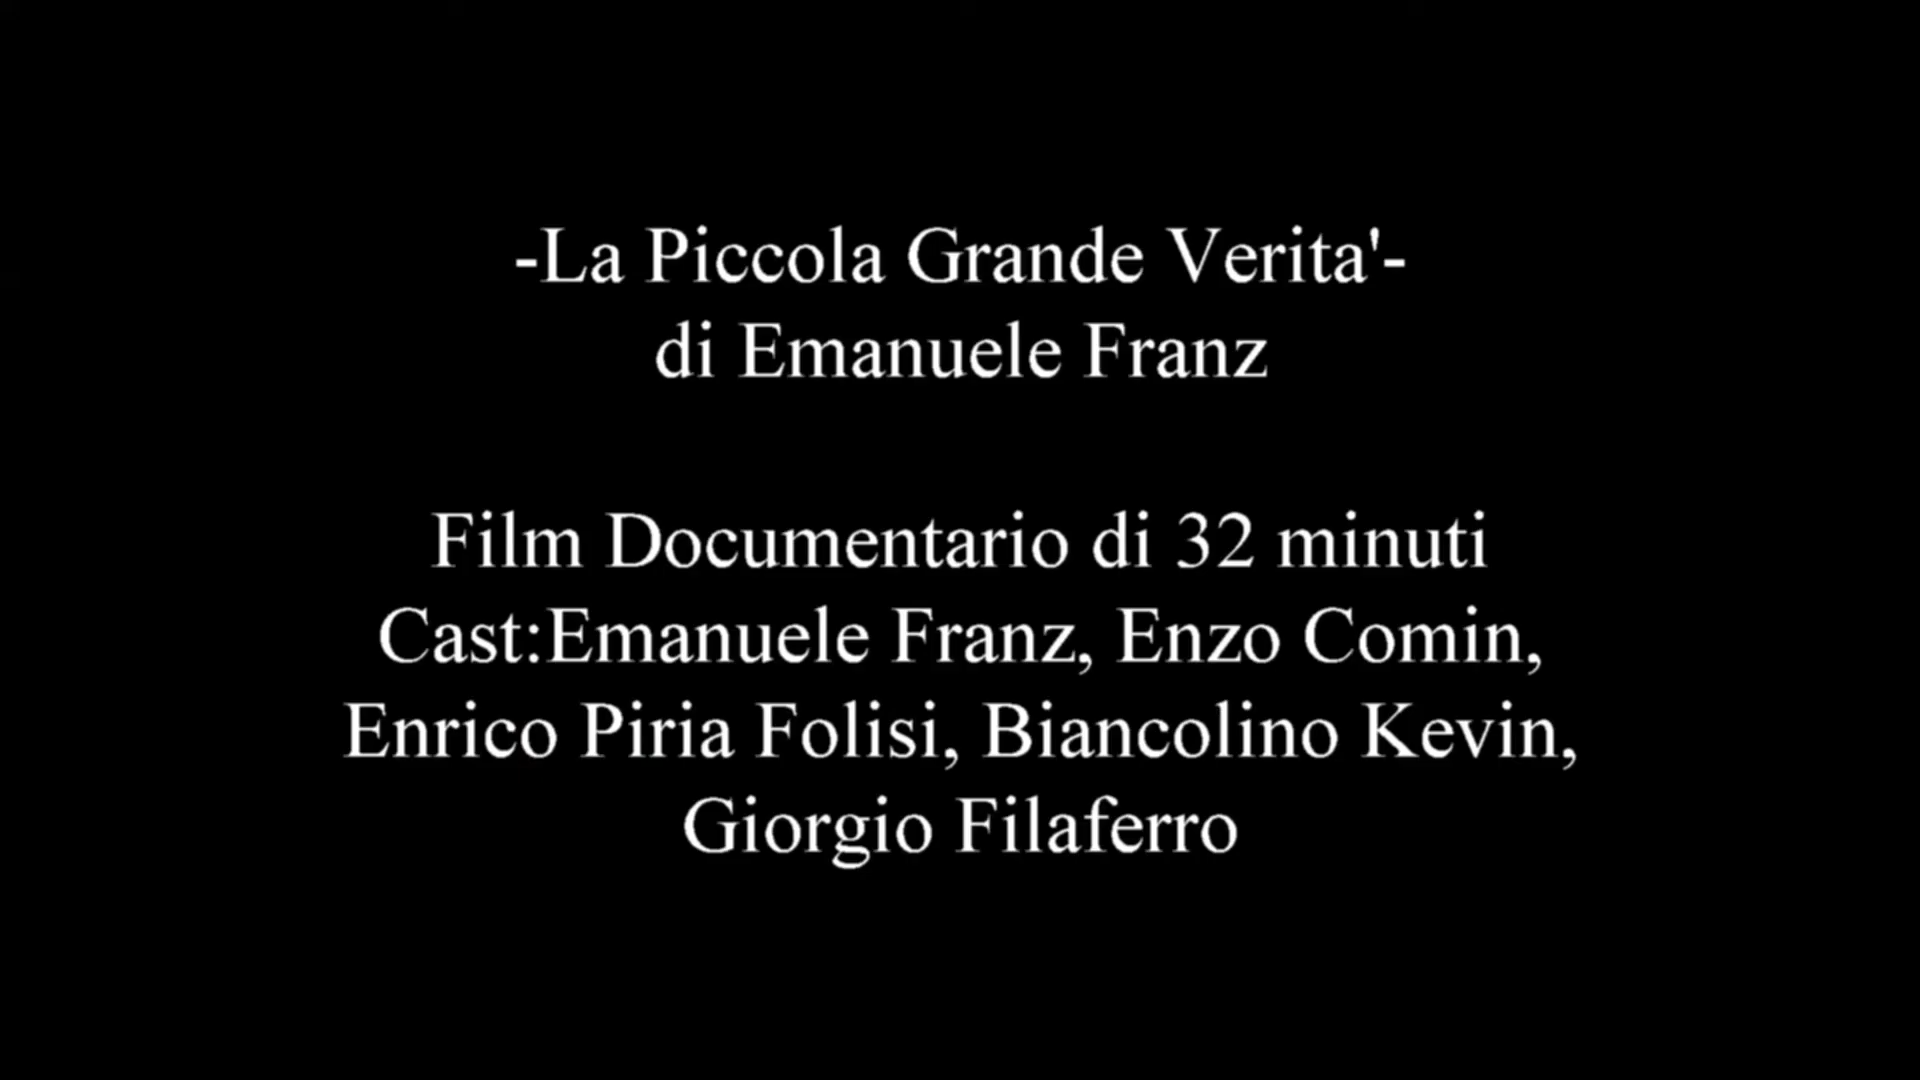 -La Piccola Grande Verita'-
di Emanuele Franz
Film Documentario di 32 minuti
Cast:Emanuele Franz, Enzo Comin,
Enrico Piria Folisi, Biancolino Kevin,
Giorgio Filaferro